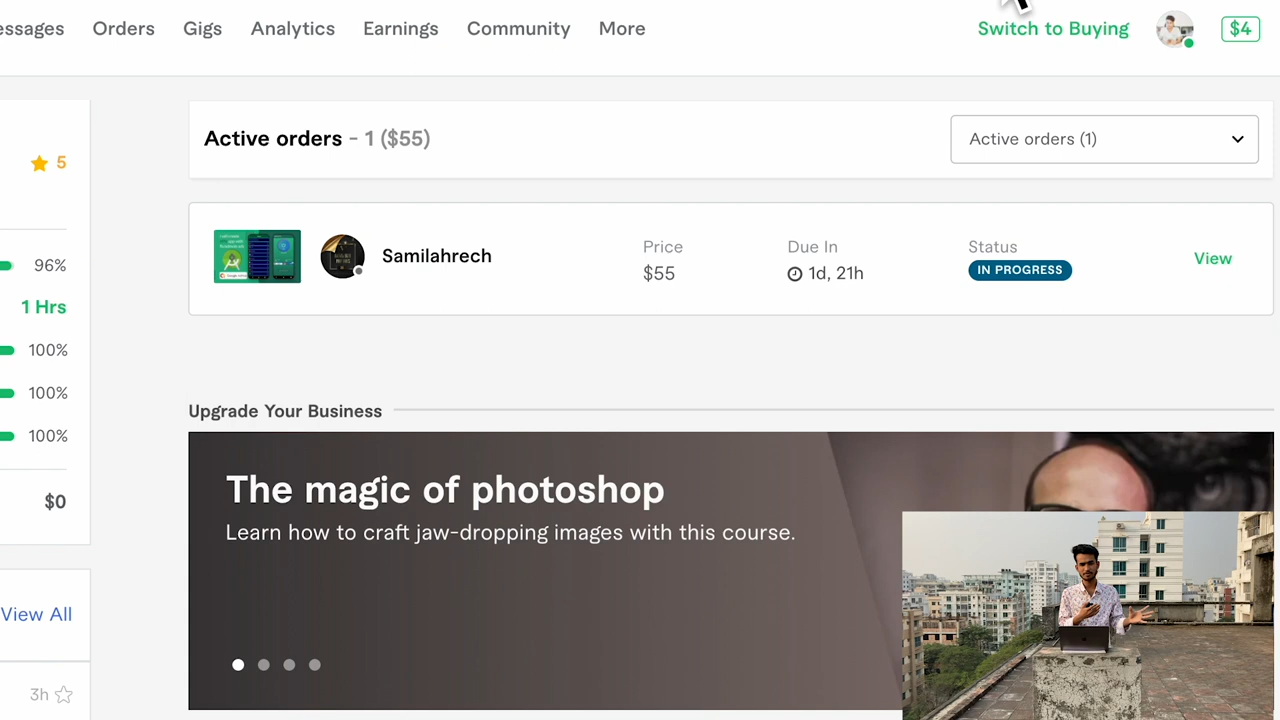 essages Orders Gigs Analytics Earnings Community More Switch to Buying $4
5
96%
1 Hrs
100%
100%
100%
$0
View All
3h
Active orders - 1 ($55) Active orders (1)
Samilahrech
Price
$55
Due In
1d, 21h
Status
IN PROGRESS
View
Upgrade Your Business
The magic of photoshop
Learn how to craft jaw-dropping images with this course.